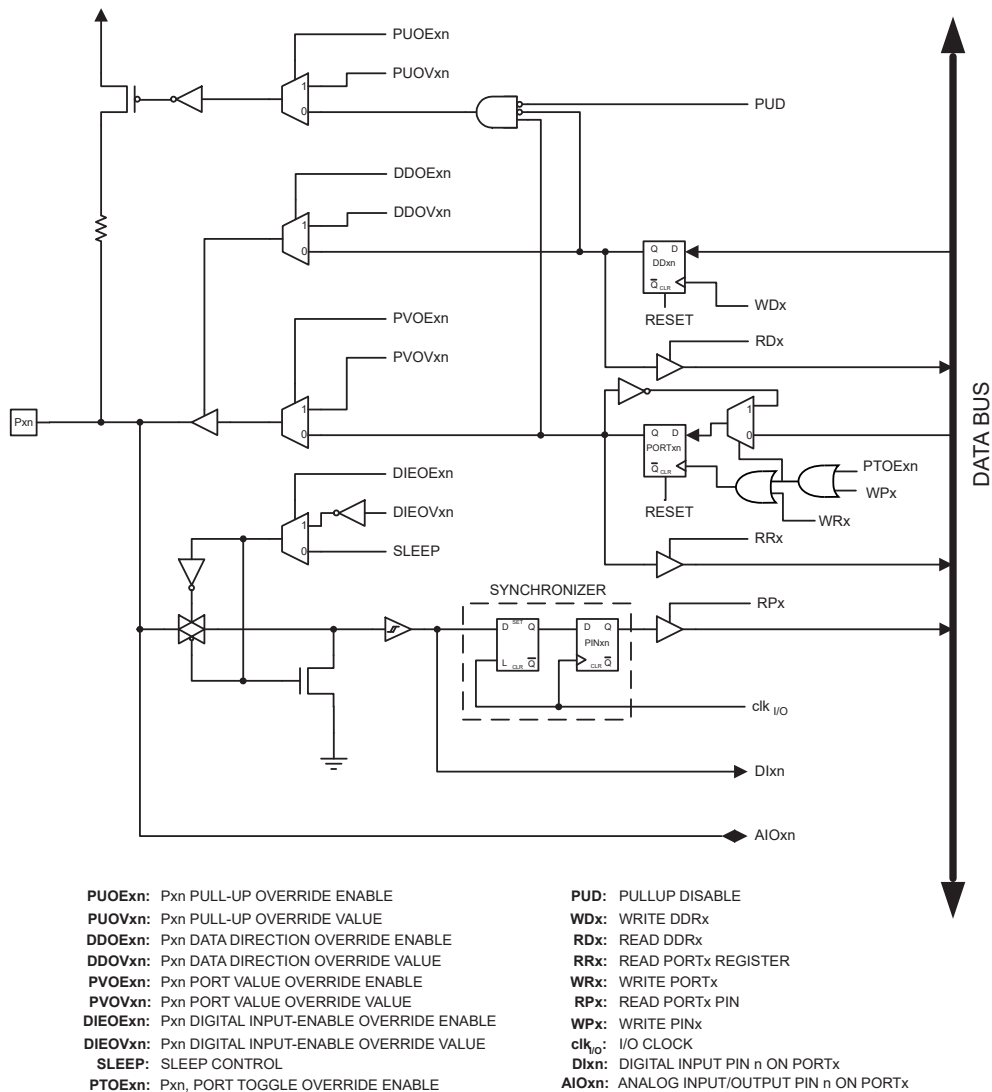 PUOExn
PUOVxn
1
0
PUD
DDOExn
DDOVxn
1
0
Q D
DDxn
Q CLR
WDx
RESET
RDx
PVOExn
PVOVxn
1
0
Pxn
1
0
Q D
PORTxn
Q CLR
RESET
PTOExn
WPx
WRx
RRx
DATA BUS
DIEOExn
DIEOVxn
1
0
SLEEP
SYNCHRONIZER
D SET Q
L CLR Q
D Q
PINxn
CLR Q
RPx
clk I/O
DIxn
AIOxn
PUOExn: Pxn PULL-UP OVERRIDE ENABLE
PUOVxn: Pxn PULL-UP OVERRIDE VALUE
DDOExn: Pxn DATA DIRECTION OVERRIDE ENABLE
DDOVxn: Pxn DATA DIRECTION OVERRIDE VALUE
PVOExn: Pxn PORT VALUE OVERRIDE ENABLE
PVOVxn: Pxn PORT VALUE OVERRIDE VALUE
DIEOExn: Pxn DIGITAL INPUT-ENABLE OVERRIDE ENABLE
DIEOVxn: Pxn DIGITAL INPUT-ENABLE OVERRIDE VALUE
SLEEP: SLEEP CONTROL
PTOExn: Pxn, PORT TOGGLE OVERRIDE ENABLE
PUD: PULLUP DISABLE
WDx: WRITE DDRx
RDx: READ DDRx
RRx: READ PORTx REGISTER
WRx: WRITE PORTx
RPx: READ PORTx PIN
WPx: WRITE PINx
clkI/O: I/O CLOCK
DIxn: DIGITAL INPUT PIN n ON PORTx
AIOxn: ANALOG INPUT/OUTPUT PIN n ON PORTx